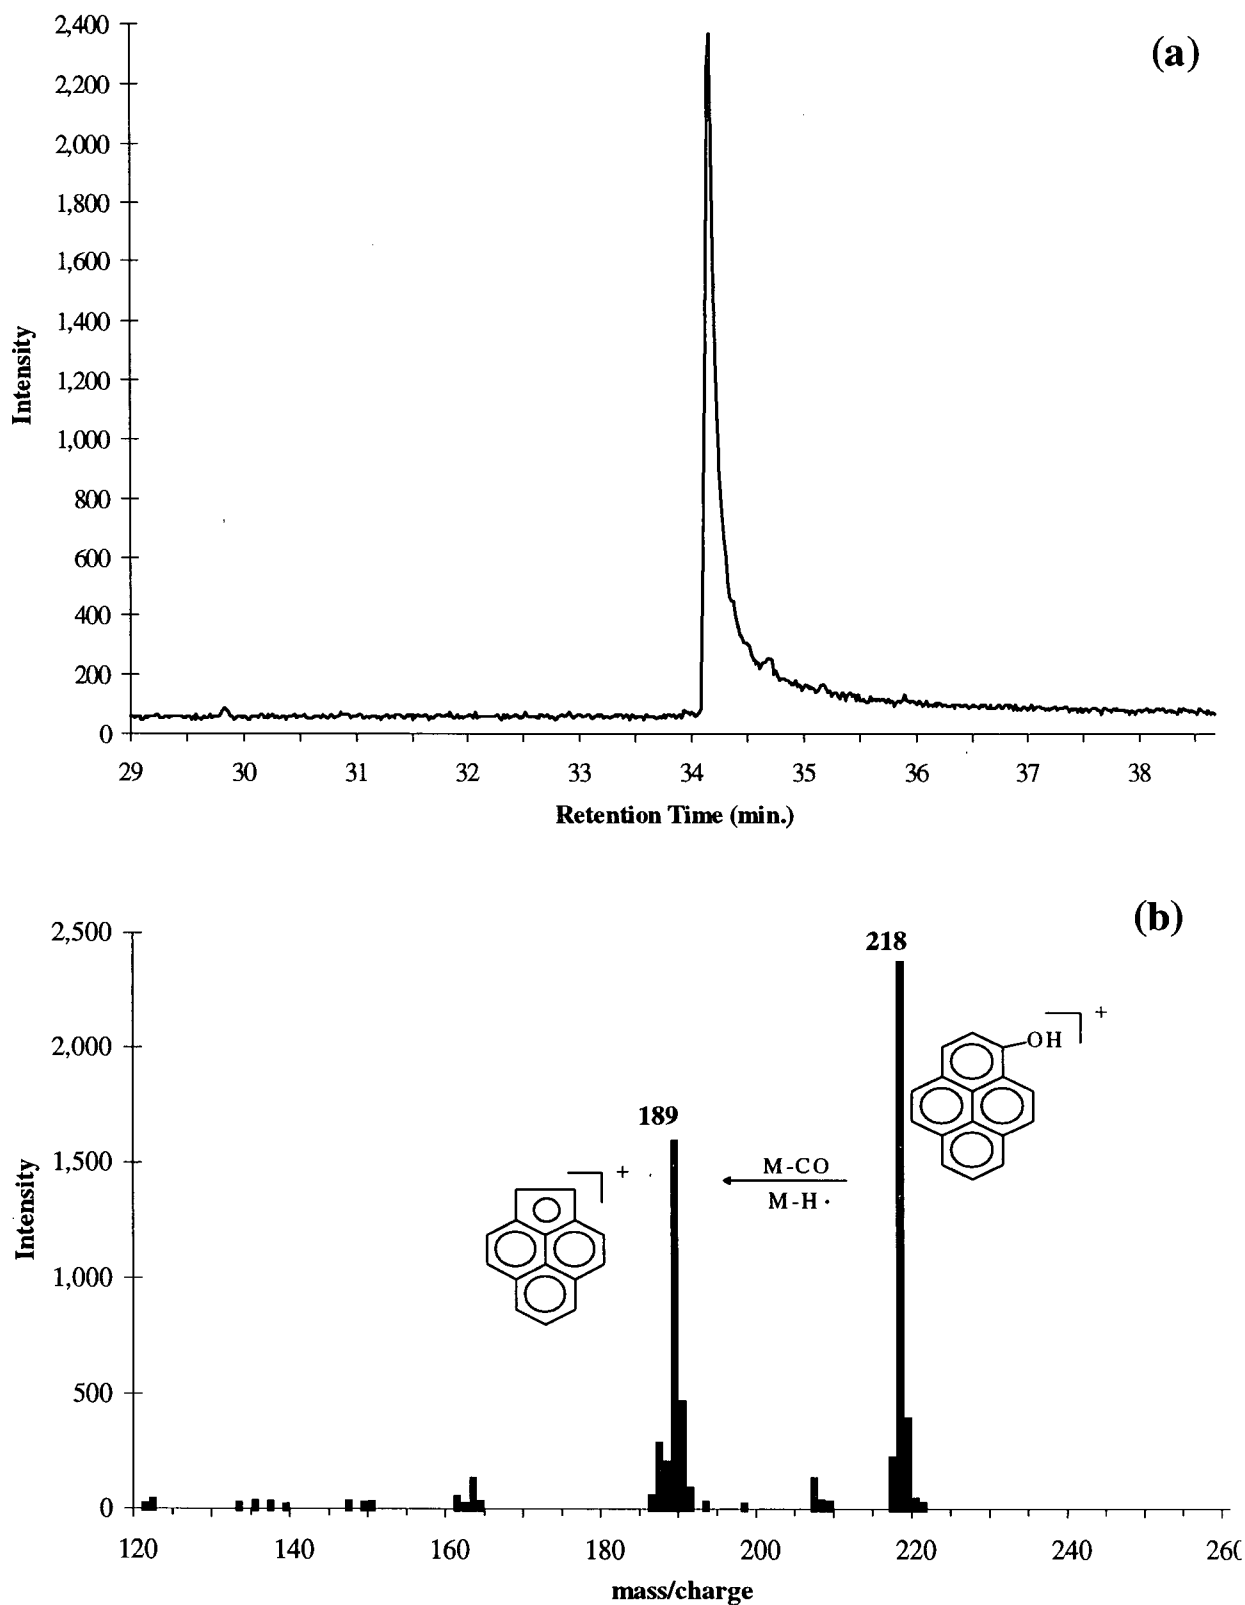 (a)
2,400
2,200
2,000
1,800
1,600
1,400
1,200
1,000
800
600
400
200
0
Intensity
29 30 31 32 33 34 35 36 37 38
Retention Time (min.)
(b)
2,500
2,000
1,500
1,000
500
0
Intensity
218
OH
+
189
+
M-CO
M-H·
120 140 160 180 200 220 240 260
mass/charge